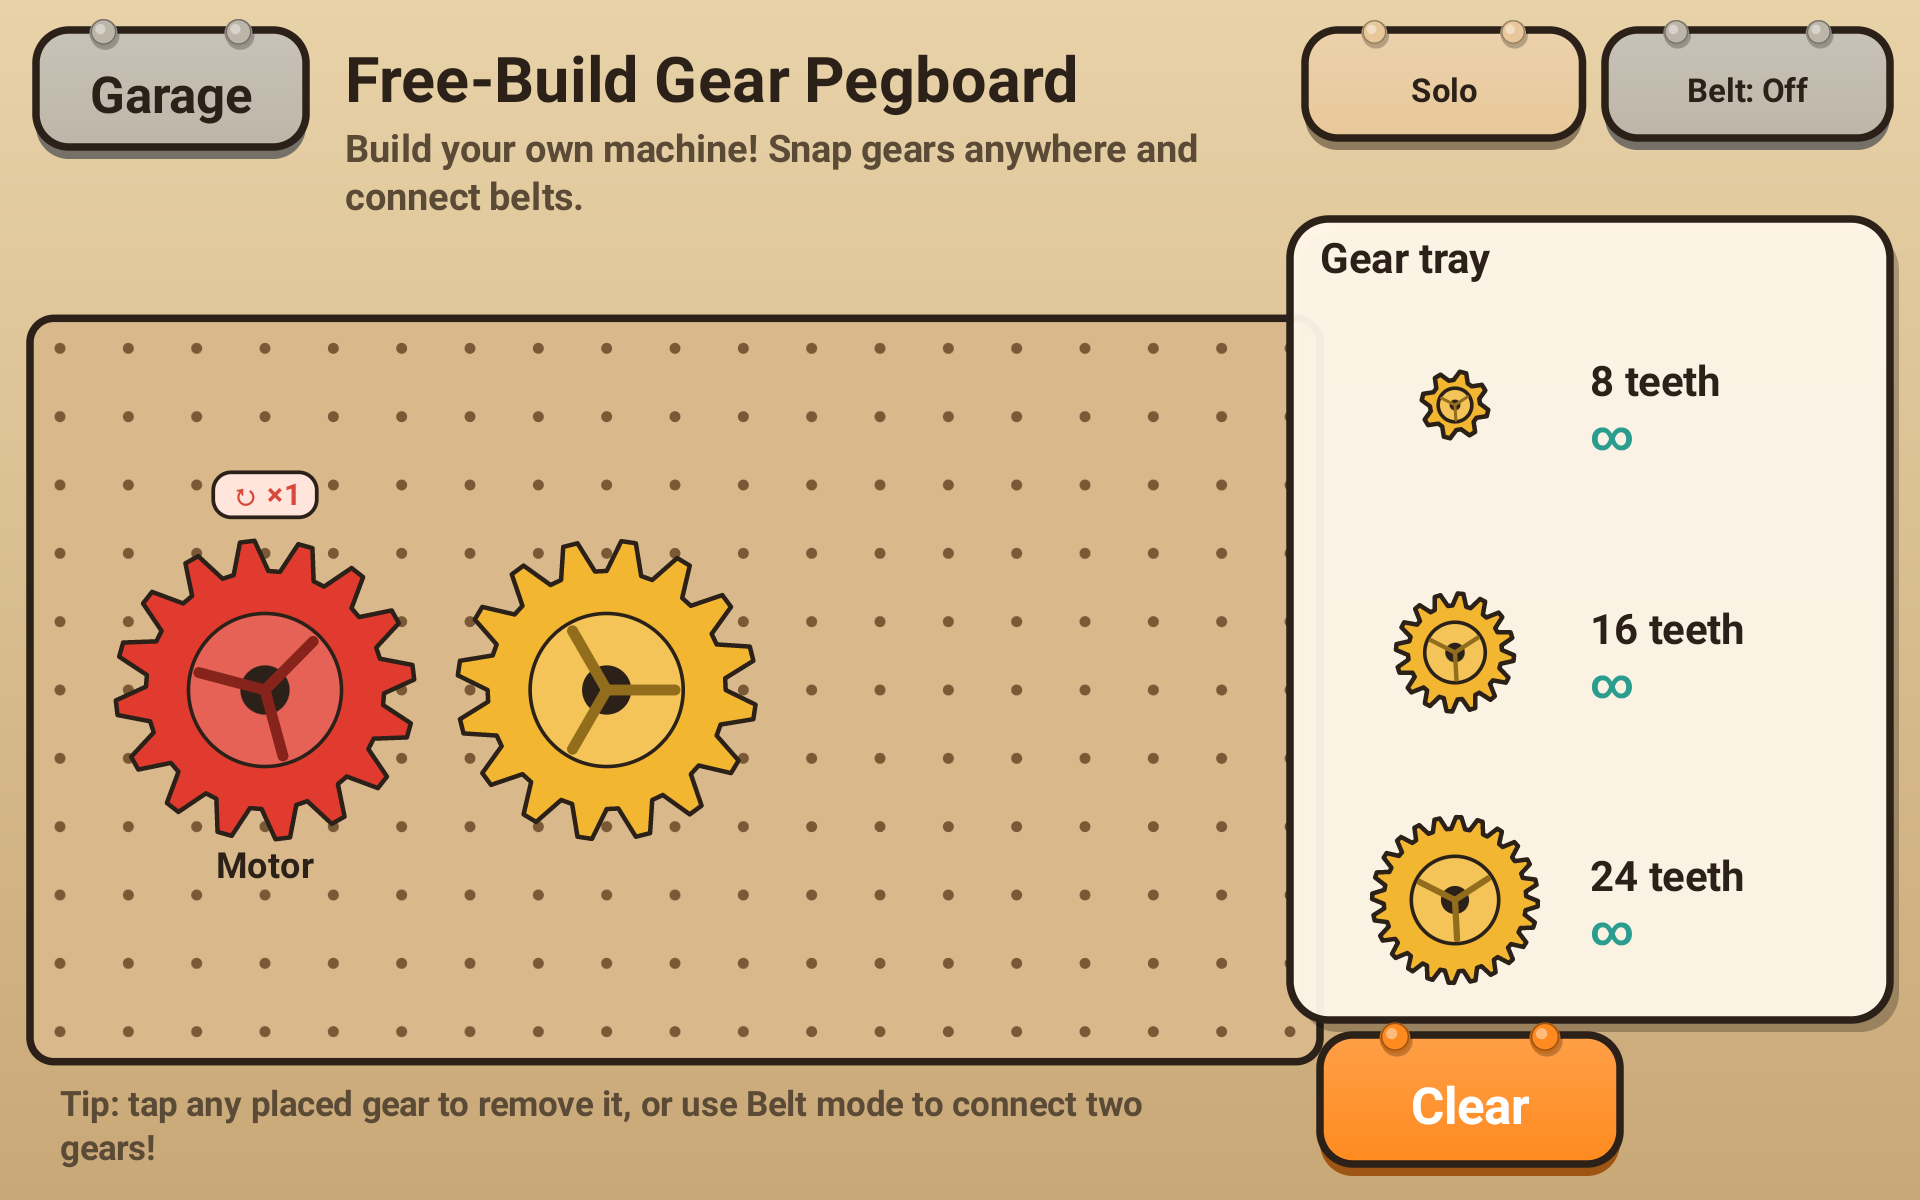 Garage
Free-Build Gear Pegboard
Build your own machine! Snap gears anywhere and
connect belts.
Solo
Belt: Off
Gear tray
8 teeth
∞
16 teeth
∞
24 teeth
∞
↻ ×1
Motor
Tip: tap any placed gear to remove it, or use Belt mode to connect two
gears!
Clear